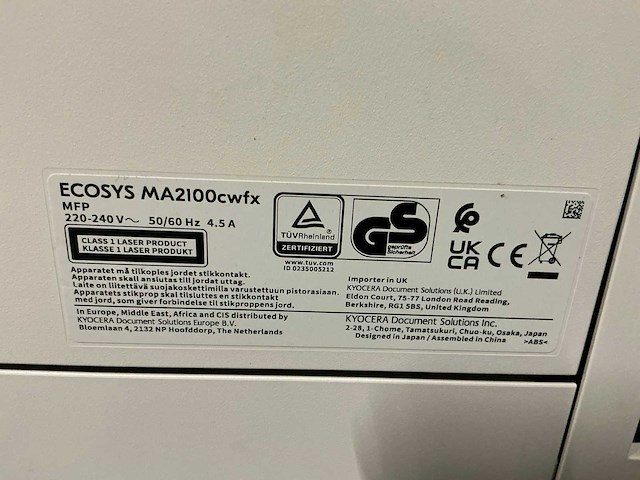 ECOSYS MA2100cwfx
MFP
220-240 V~ 50/60 Hz 4.5 A
CLASS 1 LASER PRODUCT
KLASSE 1 LASER PRODUKT
TÜVRheinland
ZERTIFIZIERT
www.tuv.com
ID 0235005212
GS
geprüfte
Sicherheit
UK
CA
CE
Apparatet må tilkoples jordet stikkontakt.
Apparaten skall anslutas till jordat uttag.
Laite on liitettävä suojakoskettimilla varustettuun pistorasiaan.
Apparatets stikprop skal tilsluttes en stikkontakt
med jord, som giver forbindelse til stikproppens jord.
Importer in UK
KYOCERA Document Solutions (U.K.) Limited
Eldon Court, 75-77 London Road Reading,
Berkshire, RG1 5BS, United Kingdom
In Europe, Middle East, Africa and CIS distributed by
KYOCERA Document Solutions Europe B.V.
Bloemlaan 4, 2132 NP Hoofddorp, The Netherlands
KYOCERA Document Solutions Inc.
2-28, 1-Chome, Tamatsukuri, Chuo-ku, Osaka, Japan
Designed in Japan / Assembled in China >ABS<